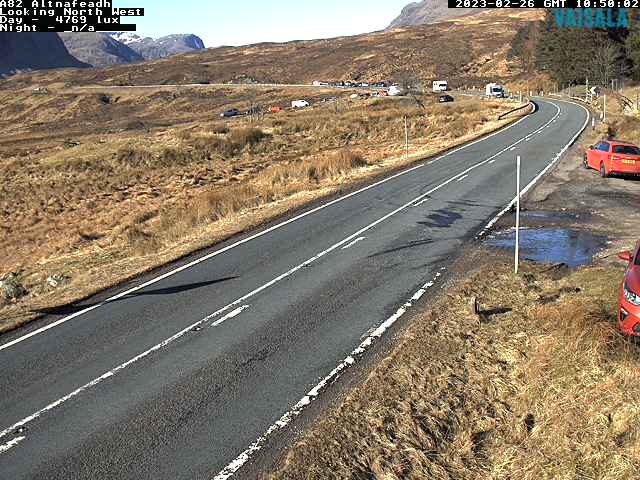 A82 Altnafeadh
Looking North West
Day - 4769 lux
Night - n/a
2023-02-26 GMT 10:50:02
VAISALA